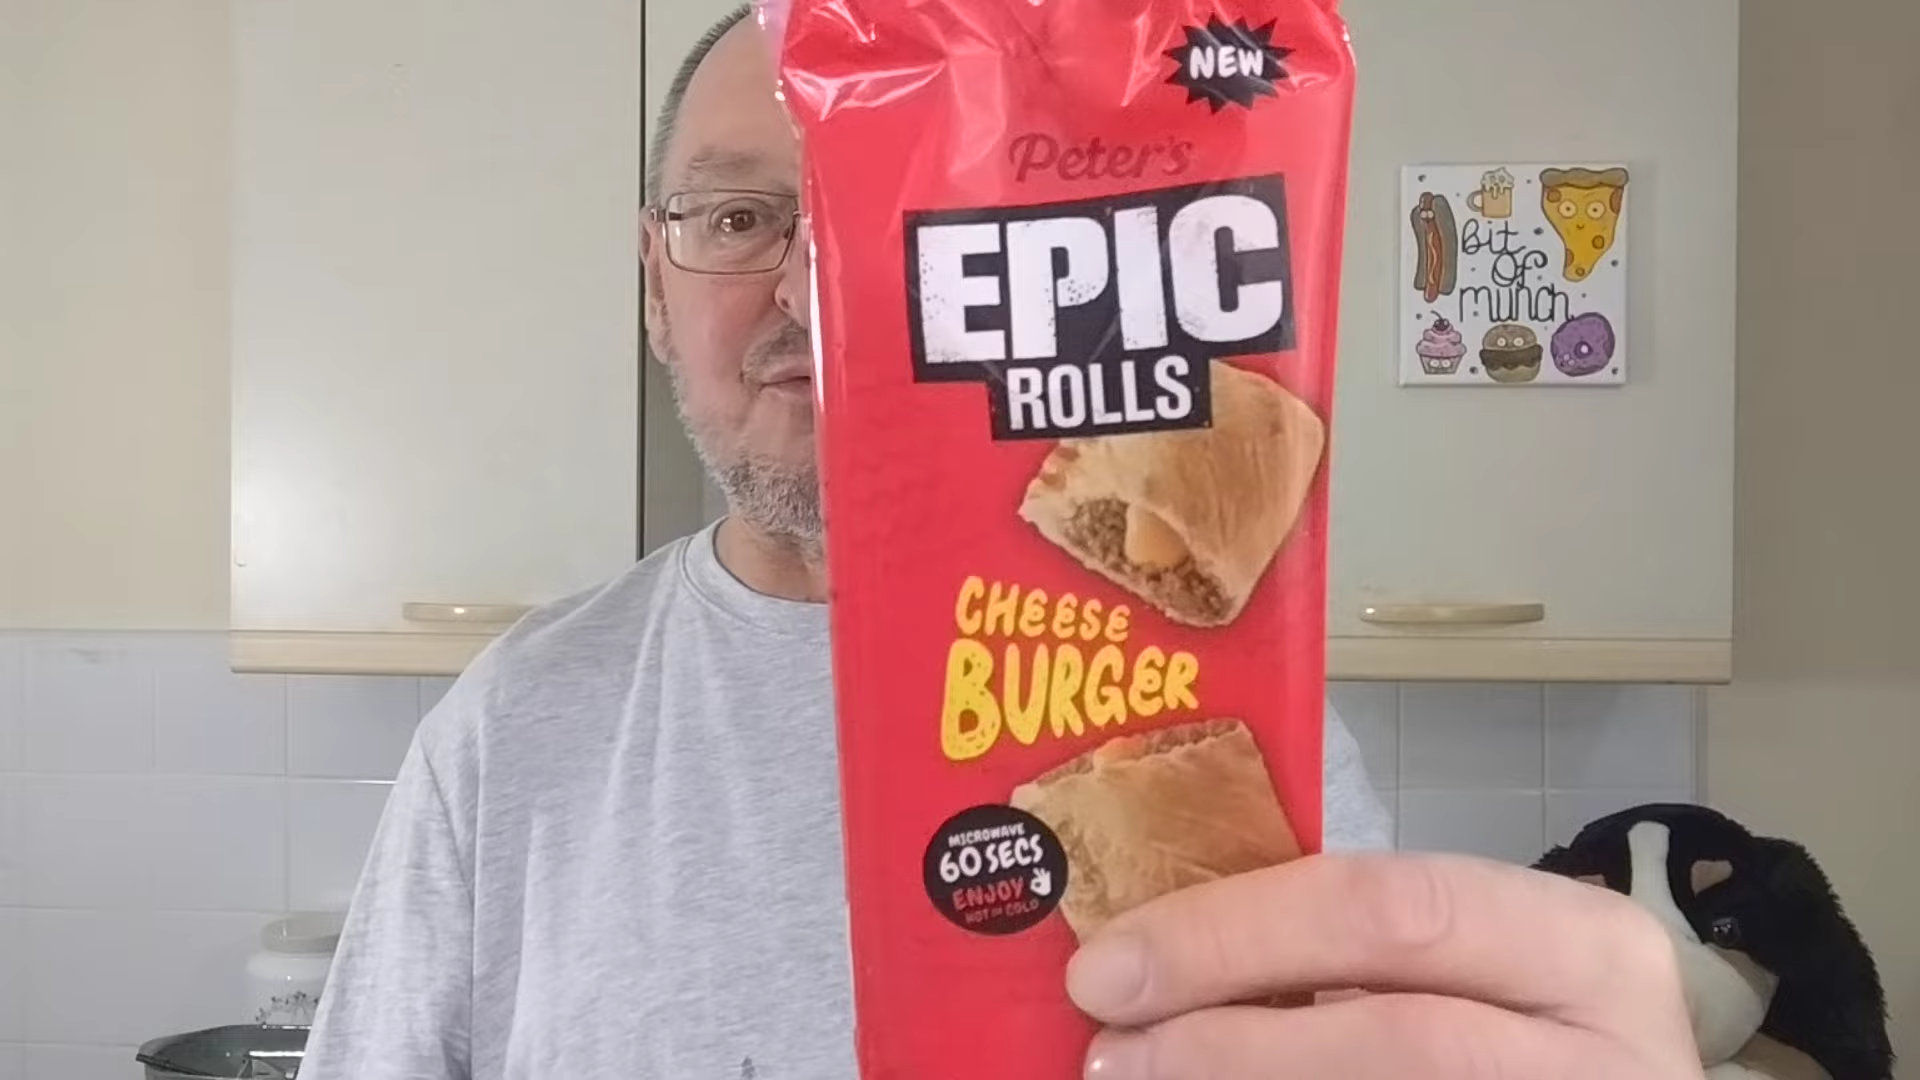 NEW
Peter's
EPIC
ROLLS
CHEESE
BURGER
MICROWAVE
60 SECS
ENJOY
HOT OR COLD
Bit
Of
munch